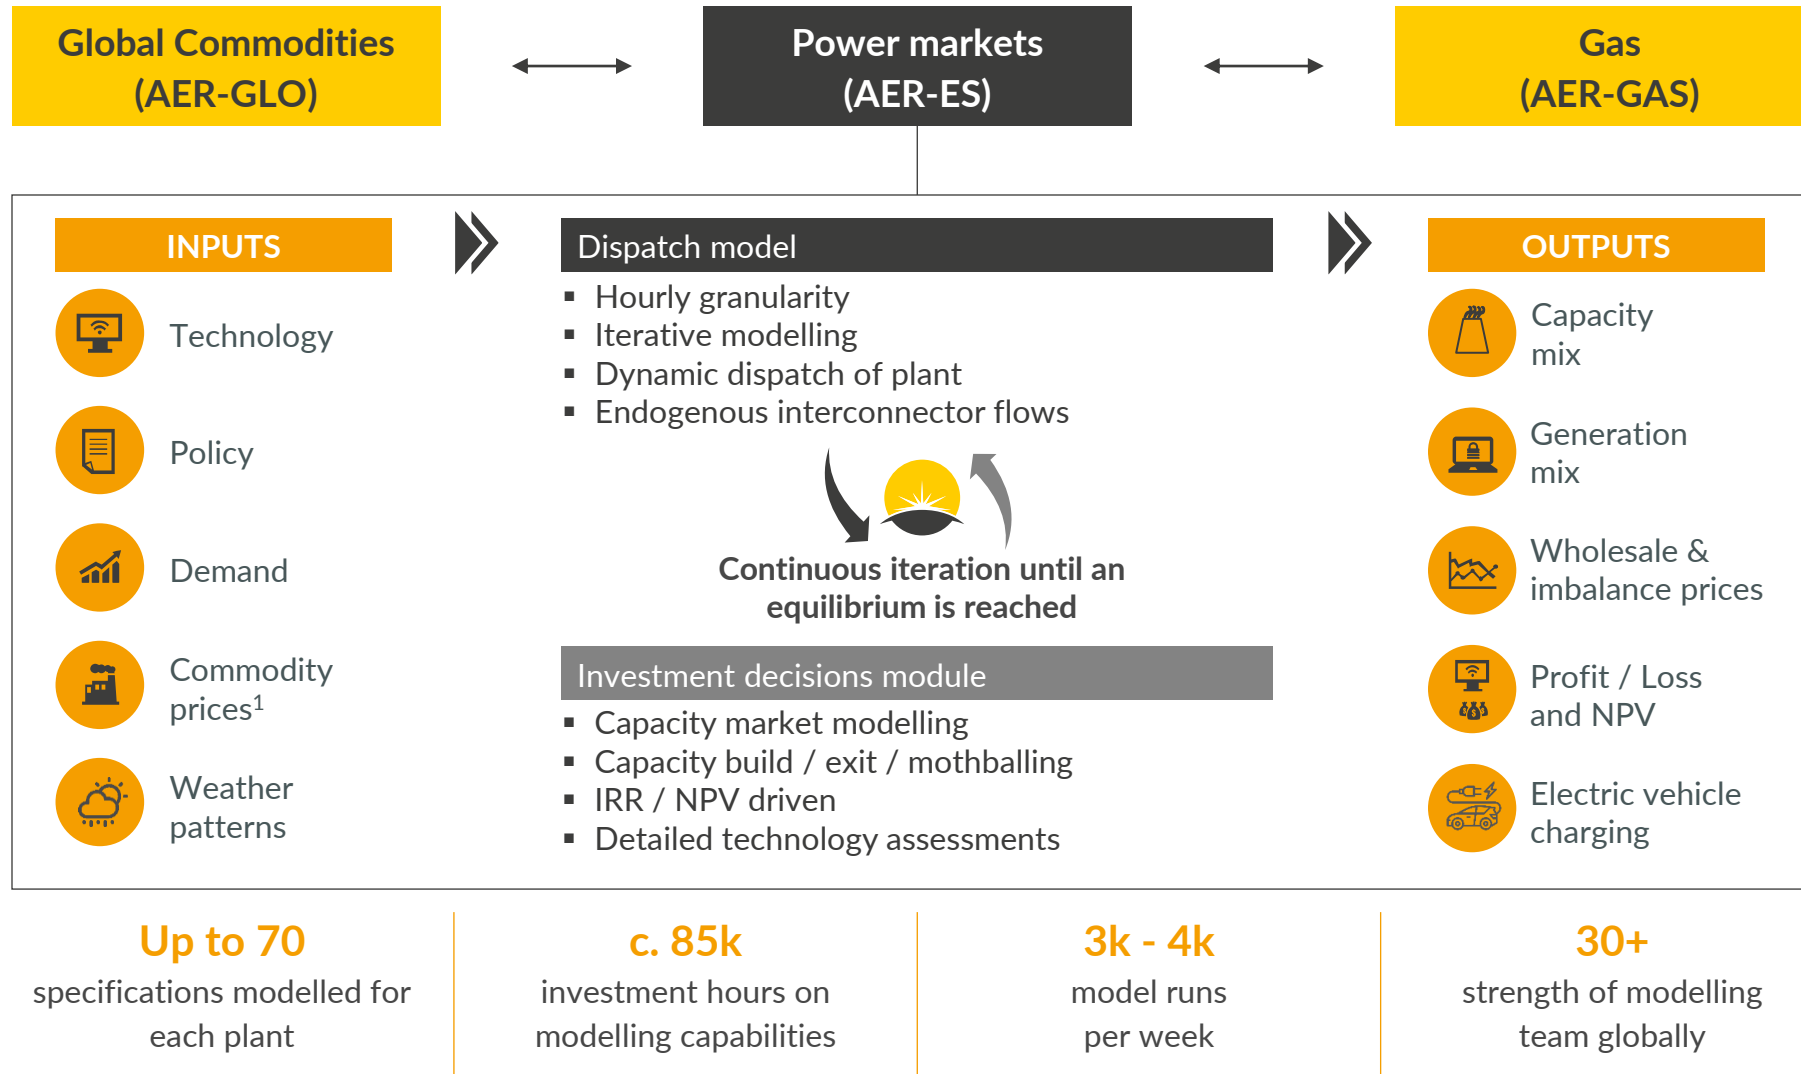 Global Commodities
(AER-GLO)
Power markets
(AER-ES)
Gas
(AER-GAS)
INPUTS
Technology
Policy
Demand
Commodity
prices¹
Weather
patterns
Dispatch model
▪ Hourly granularity
▪ Iterative modelling
▪ Dynamic dispatch of plant
▪ Endogenous interconnector flows
Continuous iteration until an
equilibrium is reached
Investment decisions module
▪ Capacity market modelling
▪ Capacity build / exit / mothballing
▪ IRR / NPV driven
▪ Detailed technology assessments
OUTPUTS
Capacity
mix
Generation
mix
Wholesale &
imbalance prices
Profit / Loss
and NPV
Electric vehicle
charging
Up to 70
specifications modelled for
each plant
c. 85k
investment hours on
modelling capabilities
3k - 4k
model runs
per week
30+
strength of modelling
team globally